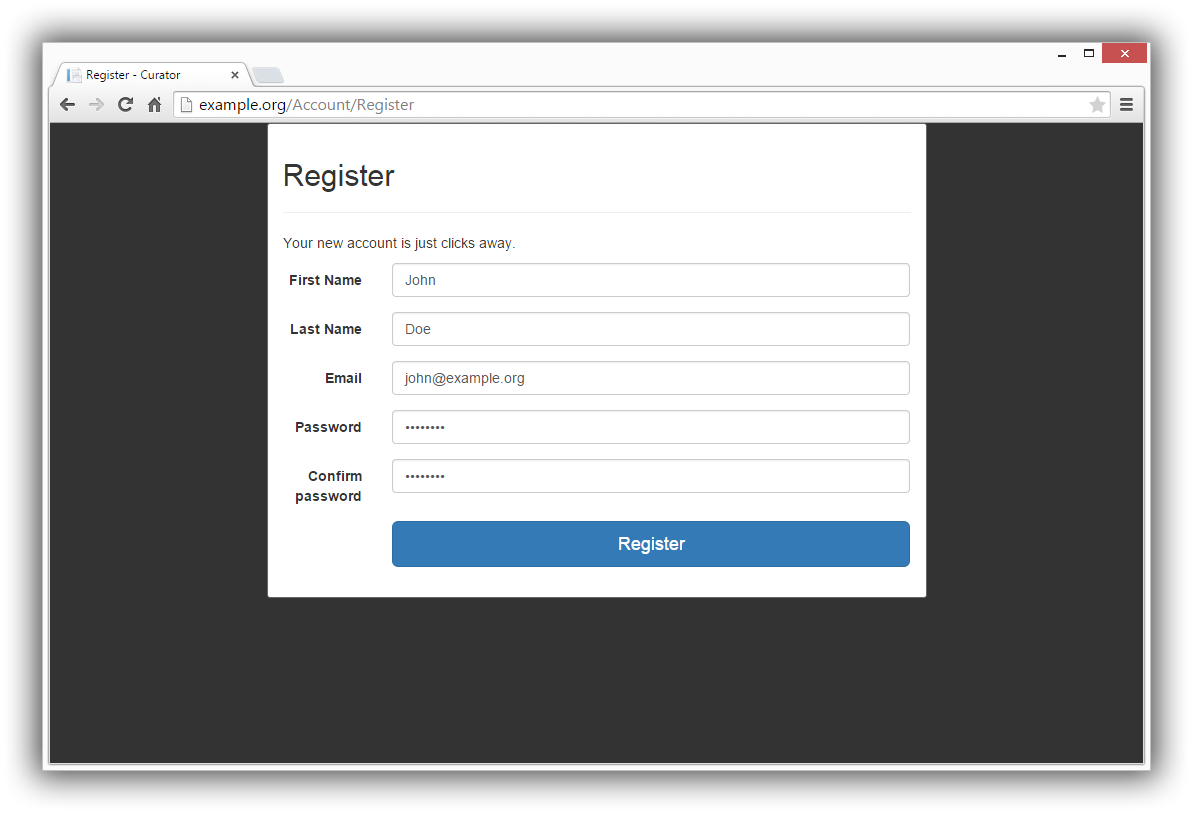 Register - Curator
example.org/Account/Register
Register
Your new account is just clicks away.
First Name
John
Last Name
Doe
Email
john@example.org
Password
••••••••
Confirm
password
••••••••
Register